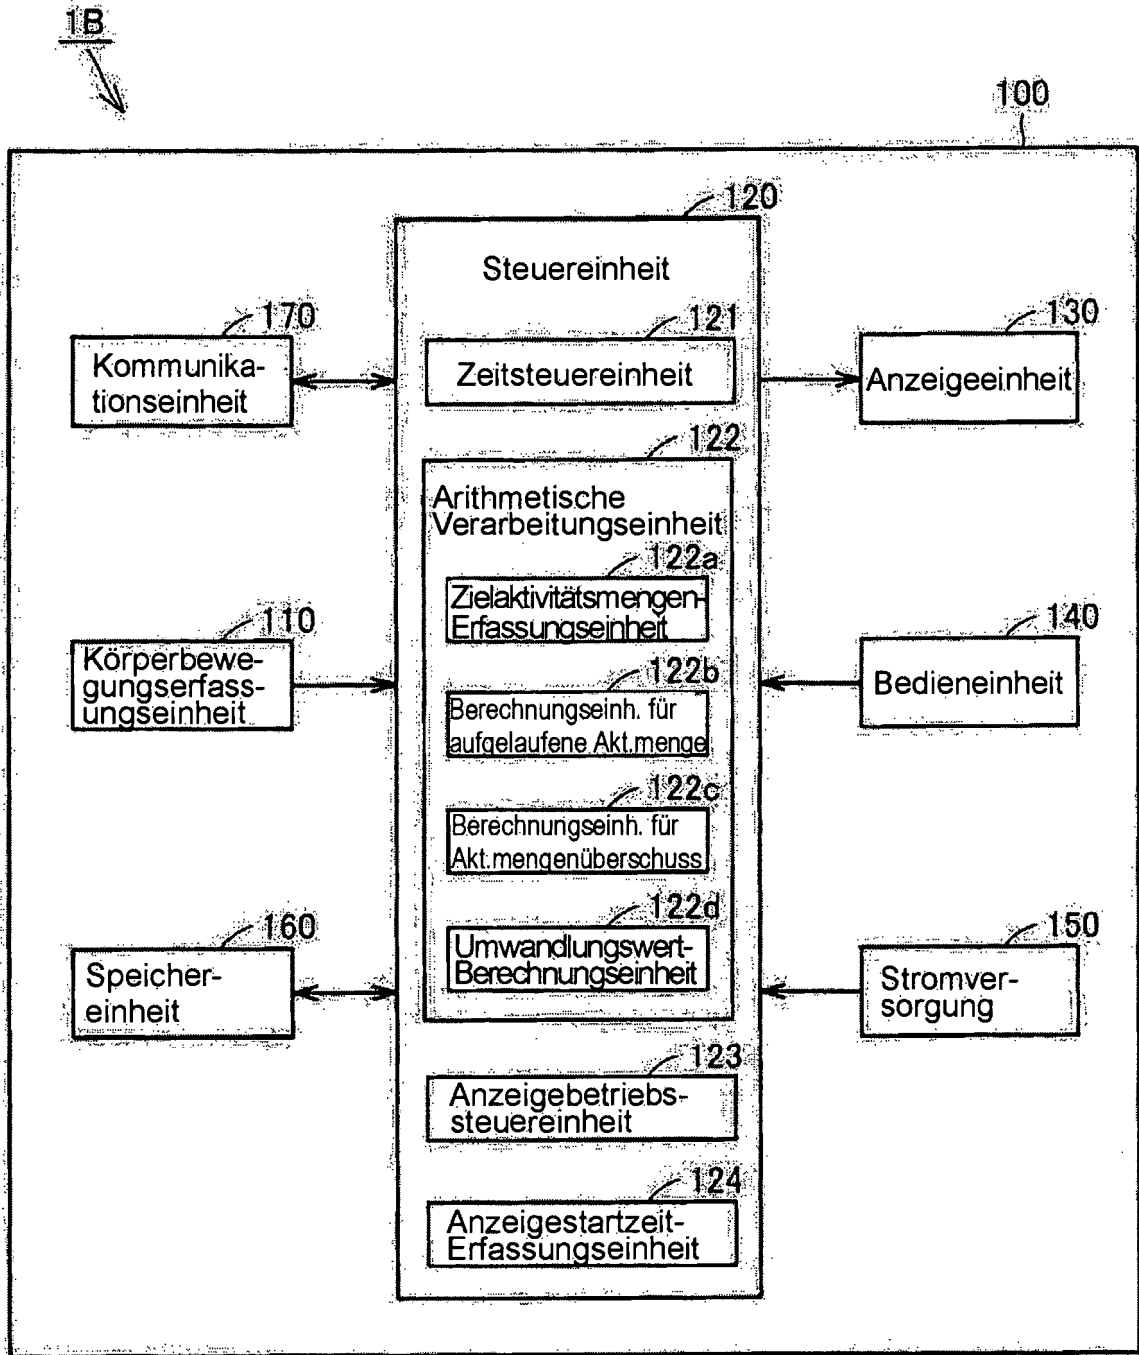 1B
100
120
Steuereinheit
170
Kommunika-
tionseinheit
121
Zeitsteuereinheit
130
Anzeigeeinheit
122
Arithmetische
Verarbeitungseinheit
122a
Zielaktivitätsmengen-
Erfassungseinheit
110
Körperbewe-
gungserfass-
ungseinheit
122b
Berechnungseinh. für
aufgelaufene Akt.menge
140
Bedieneinheit
122c
Berechnungseinh. für
Akt.mengenüberschuss
160
Speicher-
einheit
122d
Umwandlungswert-
Berechnungseinheit
150
Stromver-
sorgung
123
Anzeigebetriebs-
steuereinheit
124
Anzeigestartzeit-
Erfassungseinheit